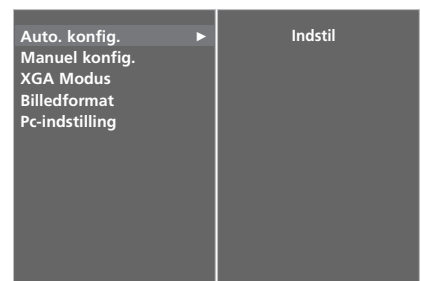 Auto. konfig. ► Indstil
Manuel konfig.
XGA Modus
Billedformat
Pc-indstilling